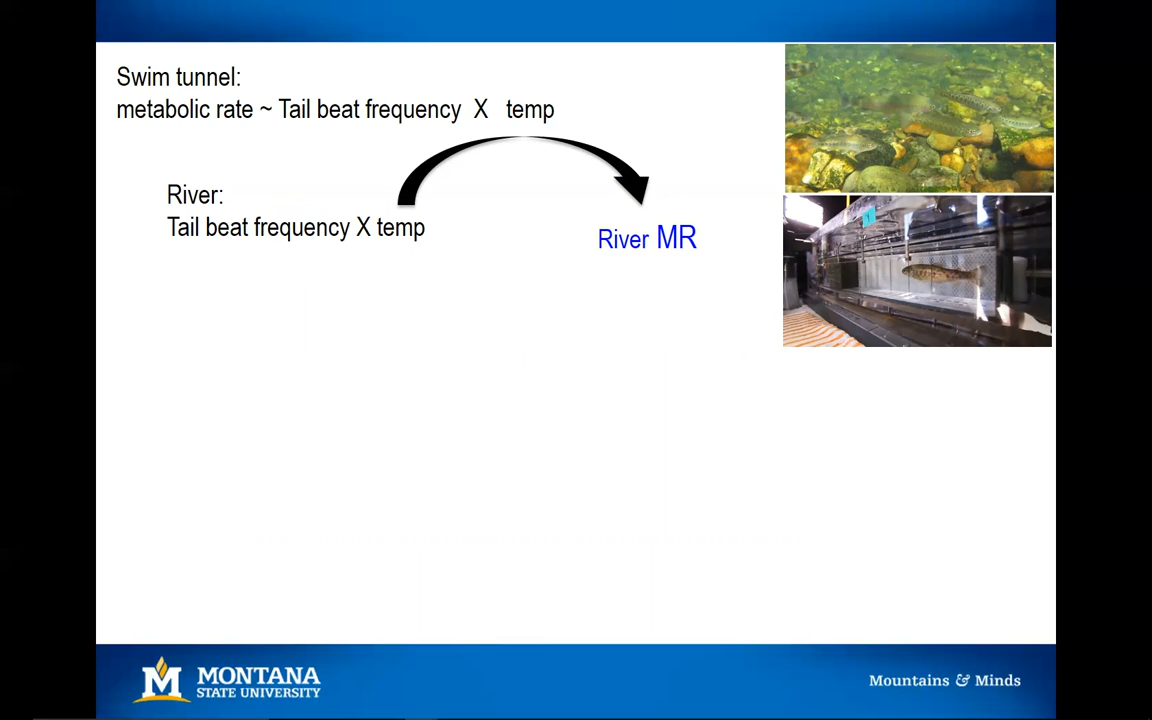 Swim tunnel:
metabolic rate ~ Tail beat frequency X temp
River:
Tail beat frequency X temp
River MR
MONTANA
STATE UNIVERSITY
Mountains & Minds